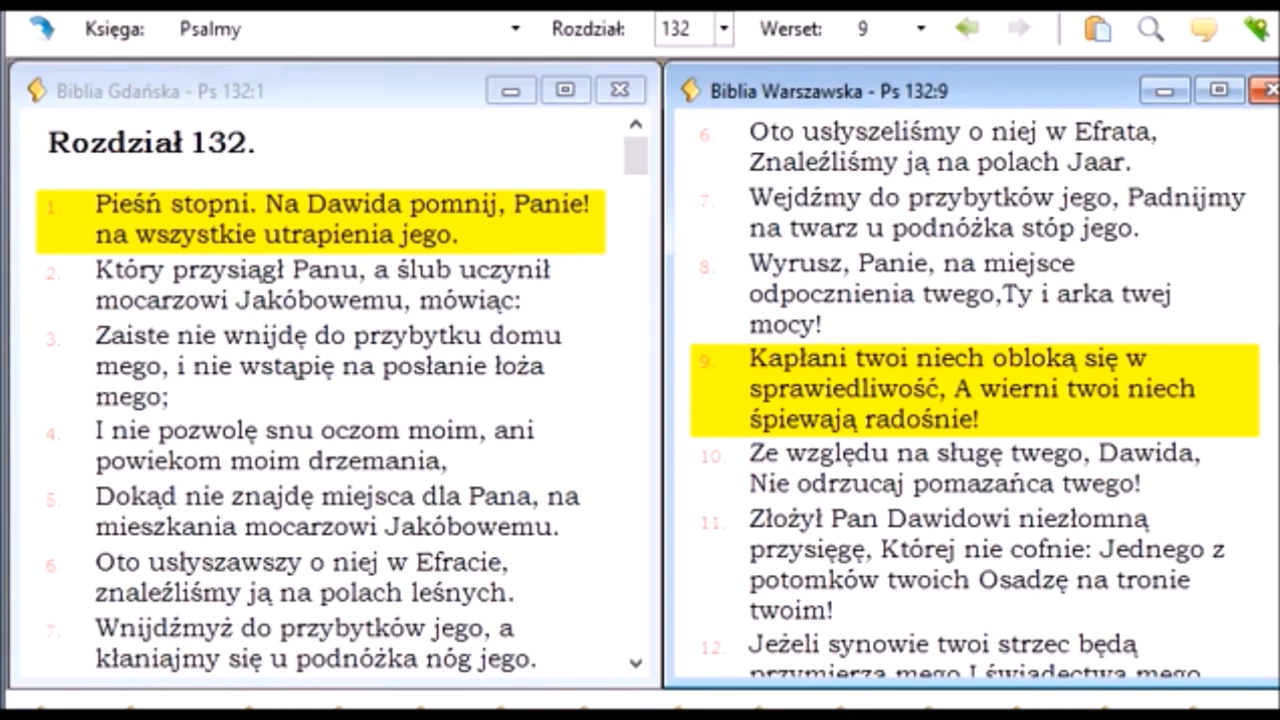 Księga: Psalmy Rozdział: 132 Werset: 9
Biblia Gdańska - Ps 132:1
Rozdział 132.
1. Pieśń stopni. Na Dawida pomnij, Panie!
na wszystkie utrapienia jego.
2. Który przysiągł Panu, a ślub uczynił
mocarzowi Jakóbowemu, mówiąc:
3. Zaiste nie wnijdę do przybytku domu
mego, i nie wstąpię na posłanie łoża
mego;
4. I nie pozwolę snu oczom moim, ani
powiekom moim drzemania,
5. Dokąd nie znajdę miejsca dla Pana, na
mieszkania mocarzowi Jakóbowemu.
6. Oto usłyszawszy o niej w Efracie,
znaleźliśmy ją na polach leśnych.
7. Wnijdźmyż do przybytków jego, a
kłaniajmy się u podnóżka nóg jego.
Biblia Warszawska - Ps 132:9
6. Oto usłyszeliśmy o niej w Efrata,
Znaleźliśmy ją na polach Jaar.
7. Wejdźmy do przybytków jego, Padnijmy
na twarz u podnóżka stóp jego.
8. Wyrusz, Panie, na miejsce
odpocznienia twego,Ty i arka twej
mocy!
9. Kapłani twoi niech obloką się w
sprawiedliwość, A wierni twoi niech
śpiewają radośnie!
10. Ze względu na sługę twego, Dawida,
Nie odrzucaj pomazańca twego!
11. Złożył Pan Dawidowi niezłomną
przysięgę, Której nie cofnie: Jednego z
potomków twoich Osadzę na tronie
twoim!
12. Jeżeli synowie twoi strzec będą
przymierza mego I świadectwa mego